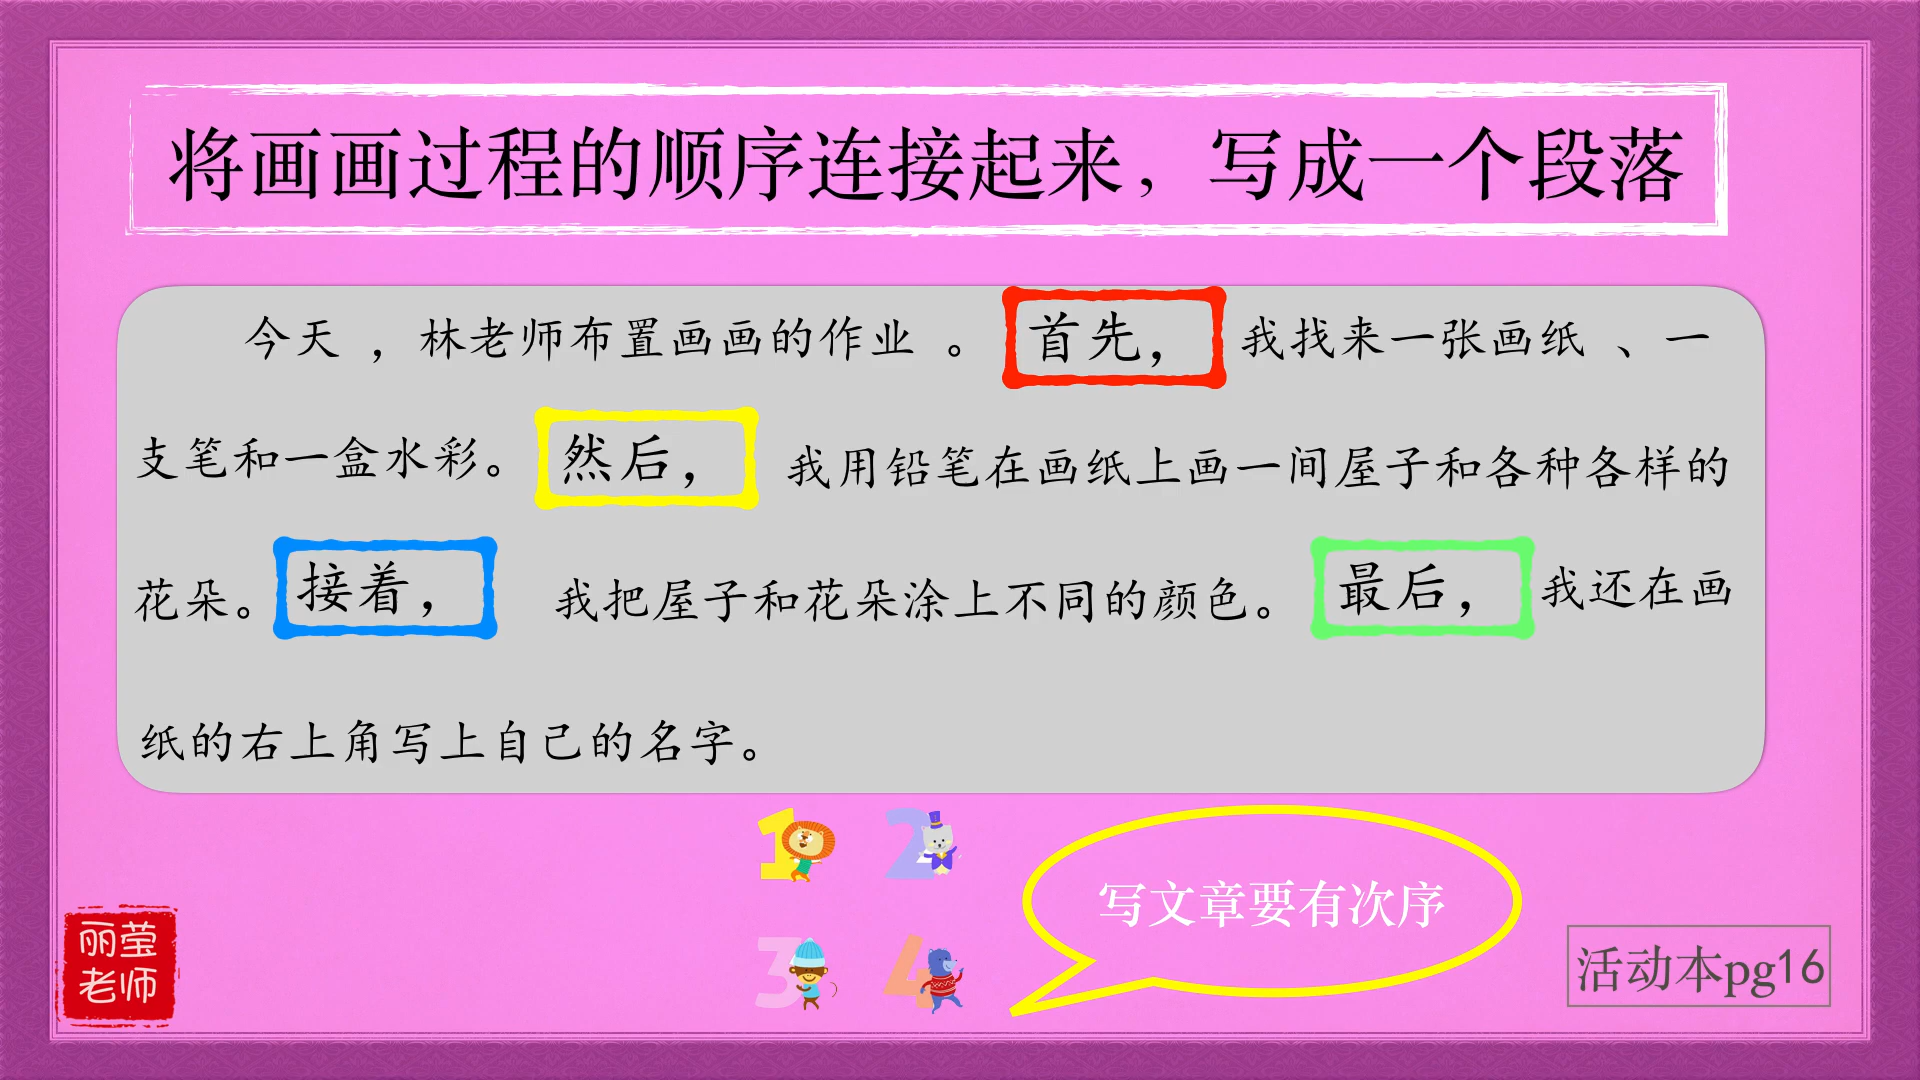 将画画过程的顺序连接起来，写成一个段落
今天，林老师布置画画的作业。首先，我找来一张画纸、一
支笔和一盒水彩。然后，我用铅笔在画纸上画一间屋子和各种各样的
花朵。接着，我把屋子和花朵涂上不同的颜色。最后，我还在画
纸的右上角写上自己的名字。
1 2
写文章要有次序
3 4
丽莹
老师
活动本pg16